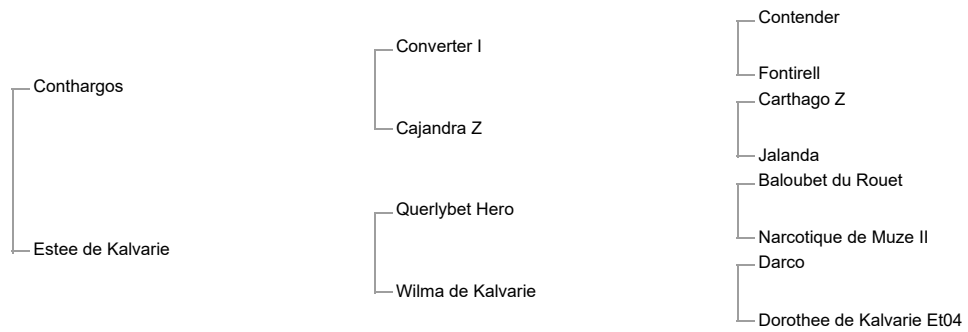 Contender
Converter I
Fontirell
Conthargos
Carthago Z
Cajandra Z
Jalanda
Baloubet du Rouet
Querlybet Hero
Narcotique de Muze II
Estee de Kalvarie
Darco
Wilma de Kalvarie
Dorothee de Kalvarie Et04